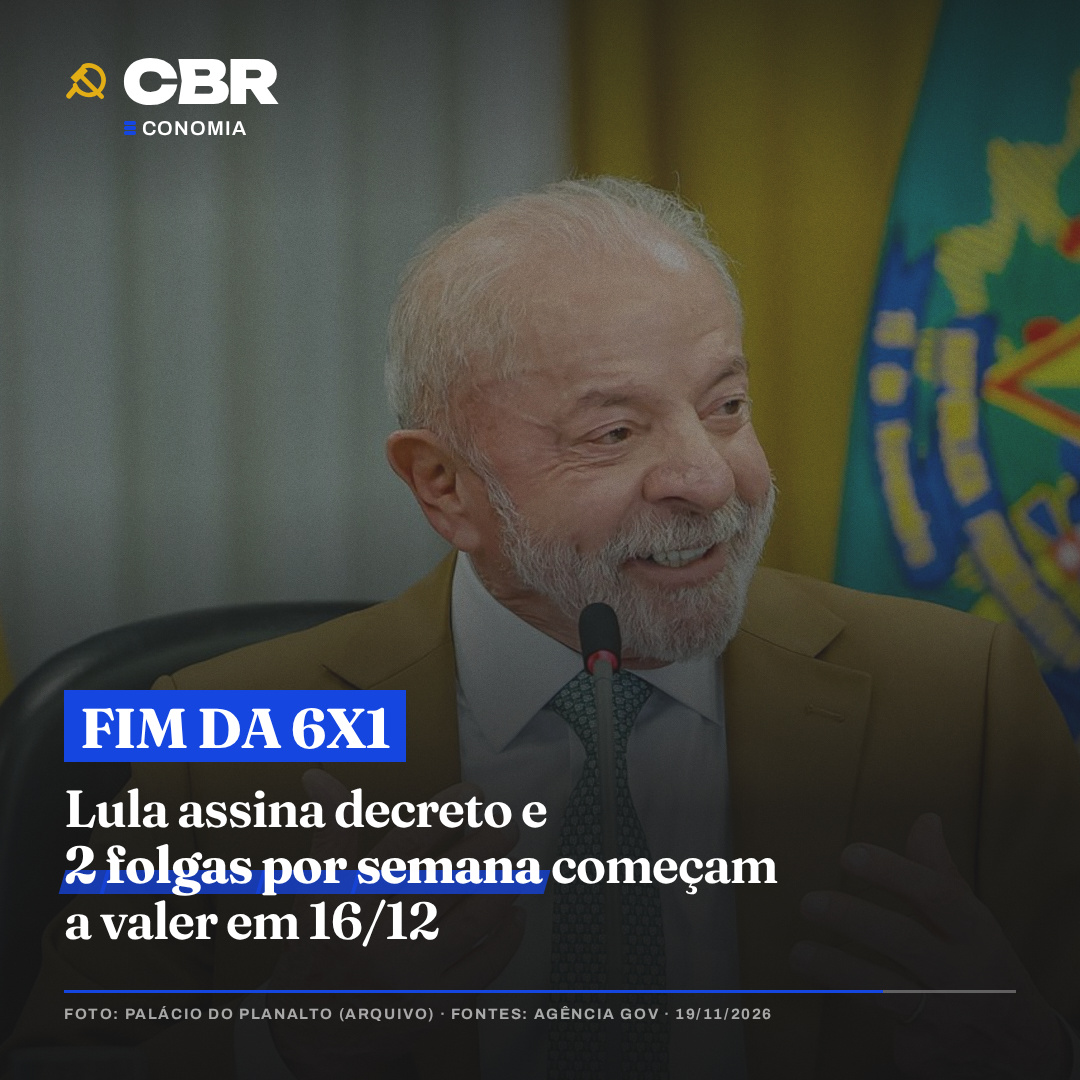 CBR
CONOMIA
FIM DA 6X1
Lula assina decreto e
2 folgas por semana começam
a valer em 16/12
FOTO: PALÁCIO DO PLANALTO (ARQUIVO) · FONTES: AGÊNCIA GOV · 19/11/2026